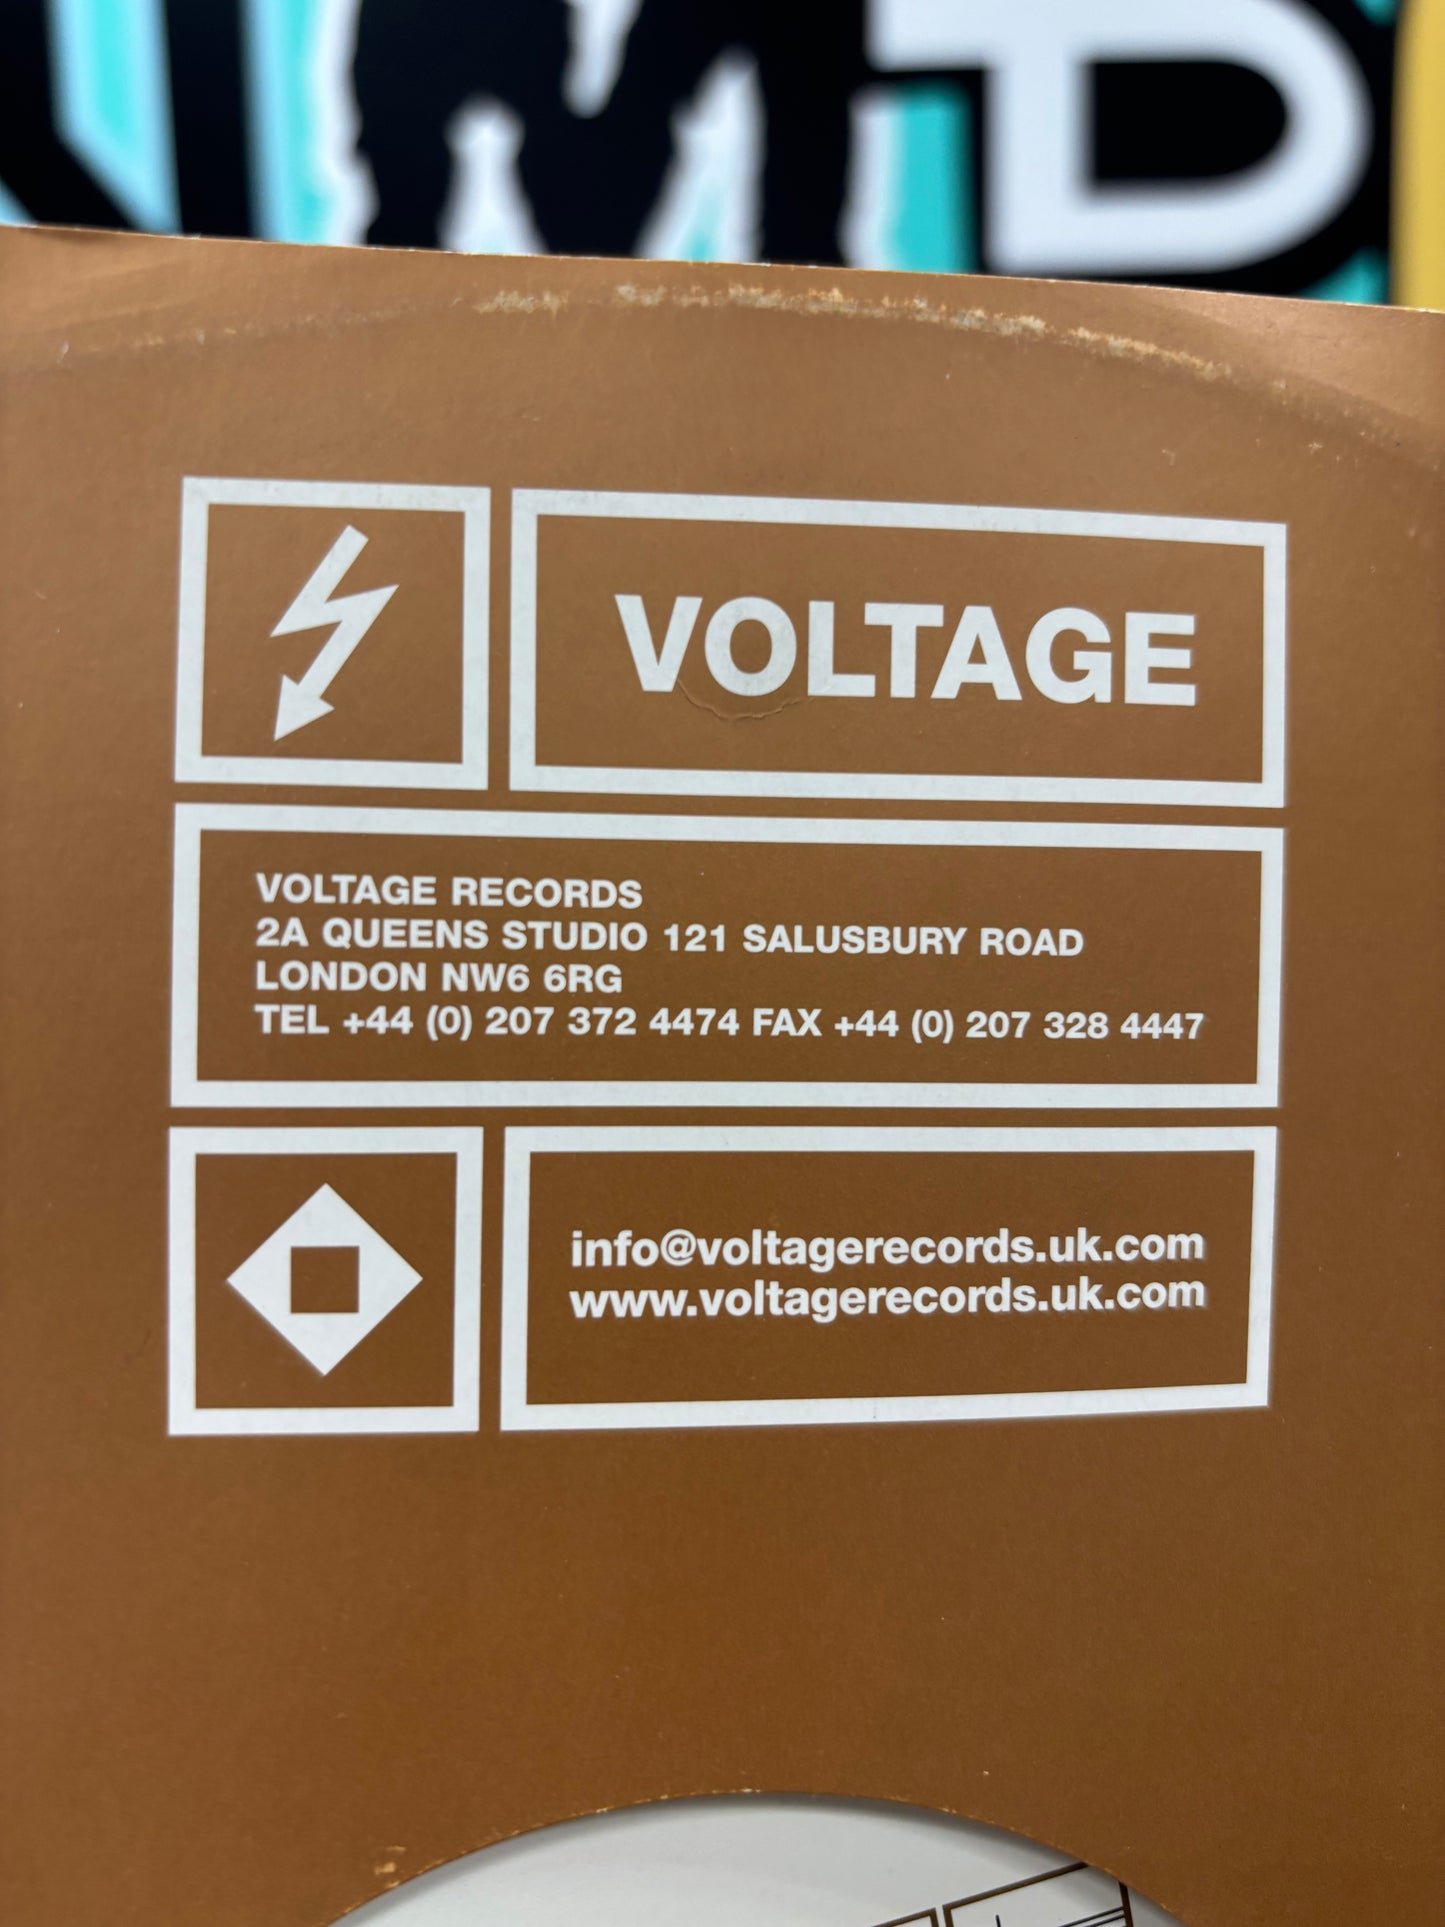 VOLTAGE
VOLTAGE RECORDS
2A QUEENS STUDIO 121 SALUSBURY ROAD
LONDON NW6 6RG
TEL +44 (0) 207 372 4474 FAX +44 (0) 207 328 4447
info@voltagerecords.uk.com
www.voltagerecords.uk.com